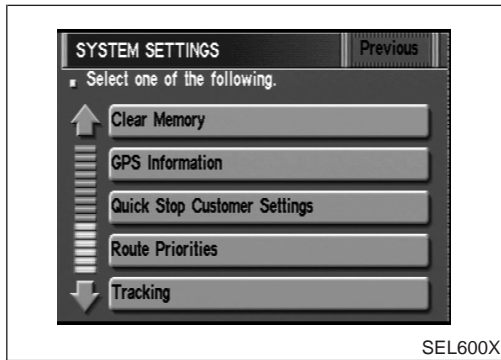 SYSTEM SETTINGS
Previous
Select one of the following.
Clear Memory
GPS Information
Quick Stop Customer Settings
Route Priorities
Tracking
SEL600X